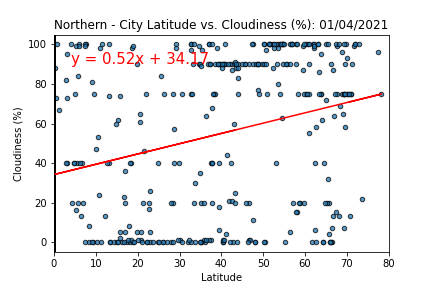 Northern - City Latitude vs. Cloudiness (%): 01/04/2021
100
y = 0.52x + 34.17
80
Cloudiness (%)
60
40
20
0
0 10 20 30 40 50 60 70 80
Latitude